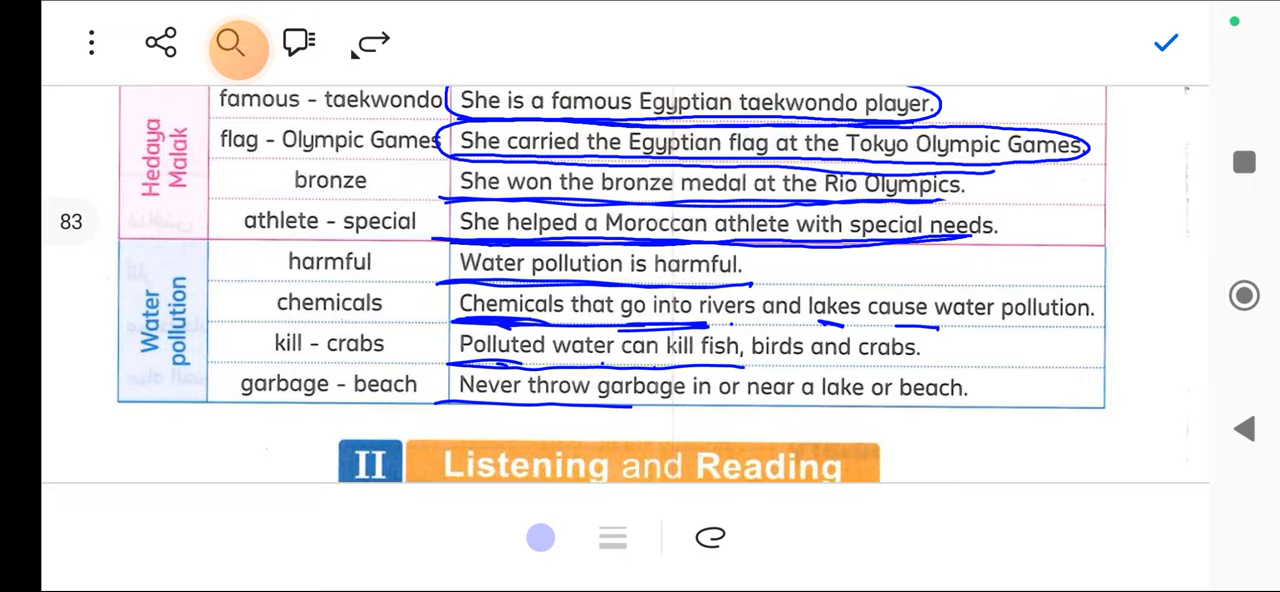 famous - taekwondo She is a famous Egyptian taekwondo player.
Hedaya Malak
flag - Olympic Games She carried the Egyptian flag at the Tokyo Olympic Games.
bronze She won the bronze medal at the Rio Olympics.
83
athlete - special She helped a Moroccan athlete with special needs.
harmful Water pollution is harmful.
Water pollution
chemicals Chemicals that go into rivers and lakes cause water pollution.
kill - crabs Polluted water can kill fish, birds and crabs.
garbage - beach Never throw garbage in or near a lake or beach.
II Listening and Reading